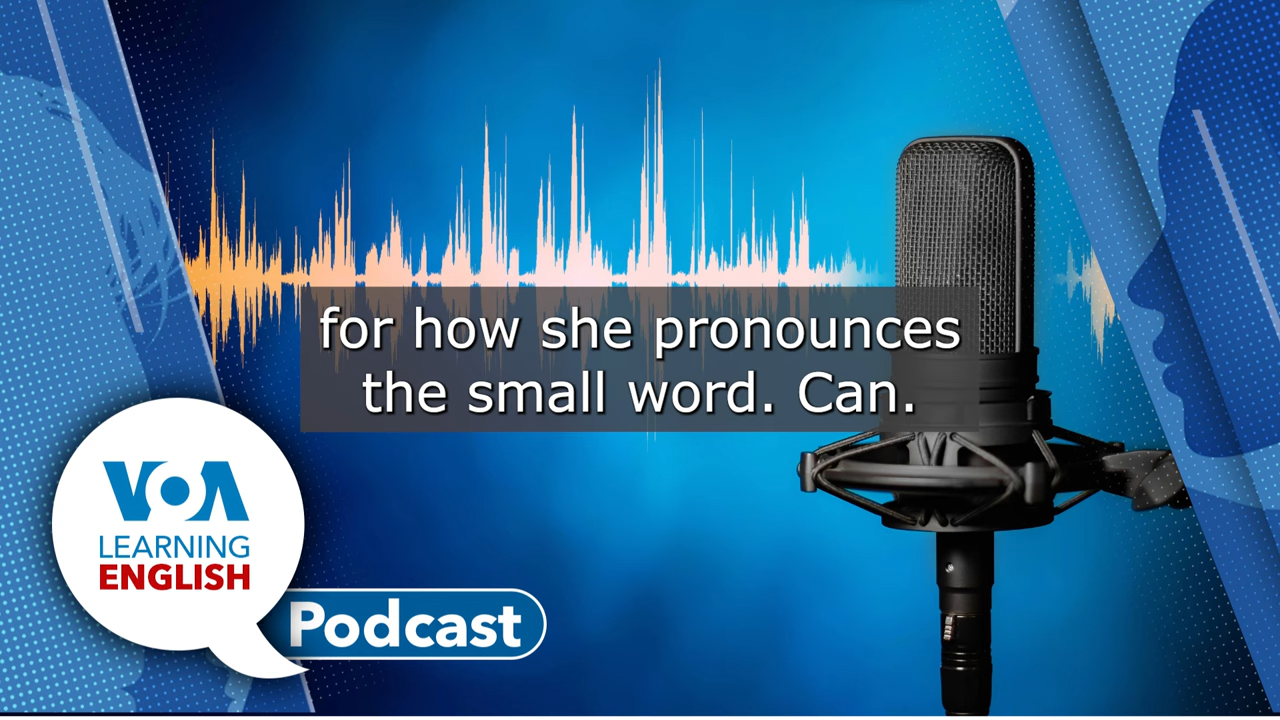 for how she pronounces
the small word. Can.
VOA
LEARNING
ENGLISH
Podcast